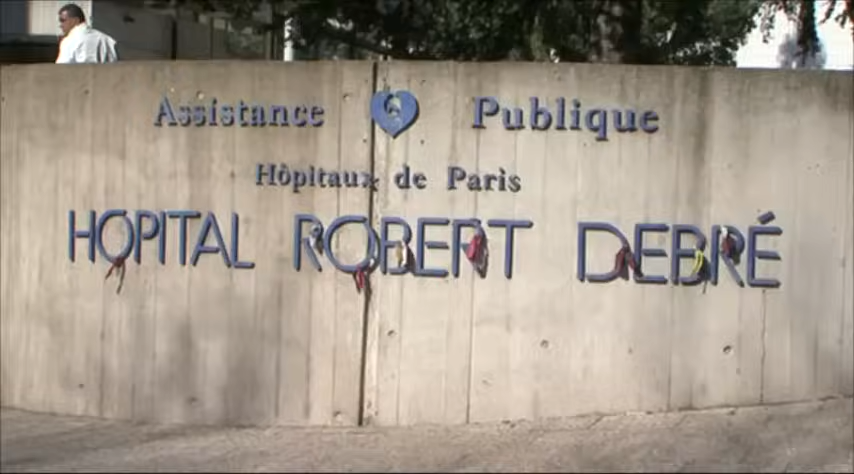 Assistance Publique
Hôpitaux de Paris
HOPITAL ROBERT DEBRÉ